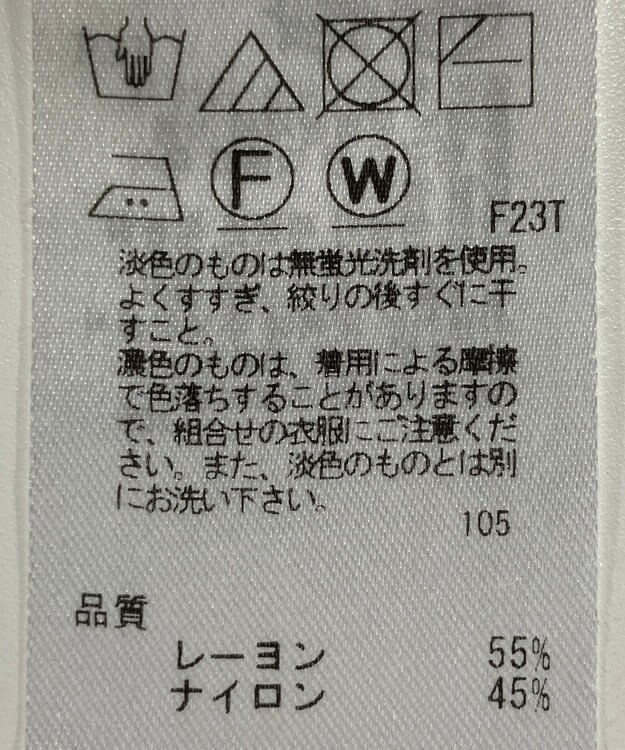 F W
F23T
淡色のものは無蛍光洗剤を使用。
よくすすぎ、絞りの後すぐに干
すこと。
濃色のものは、着用による摩擦
で色落ちすることがありますの
で、組合せの衣服にご注意くだ
さい。また、淡色のものとは別
にお洗い下さい。
105
品質
レーヨン 55%
ナイロン 45%